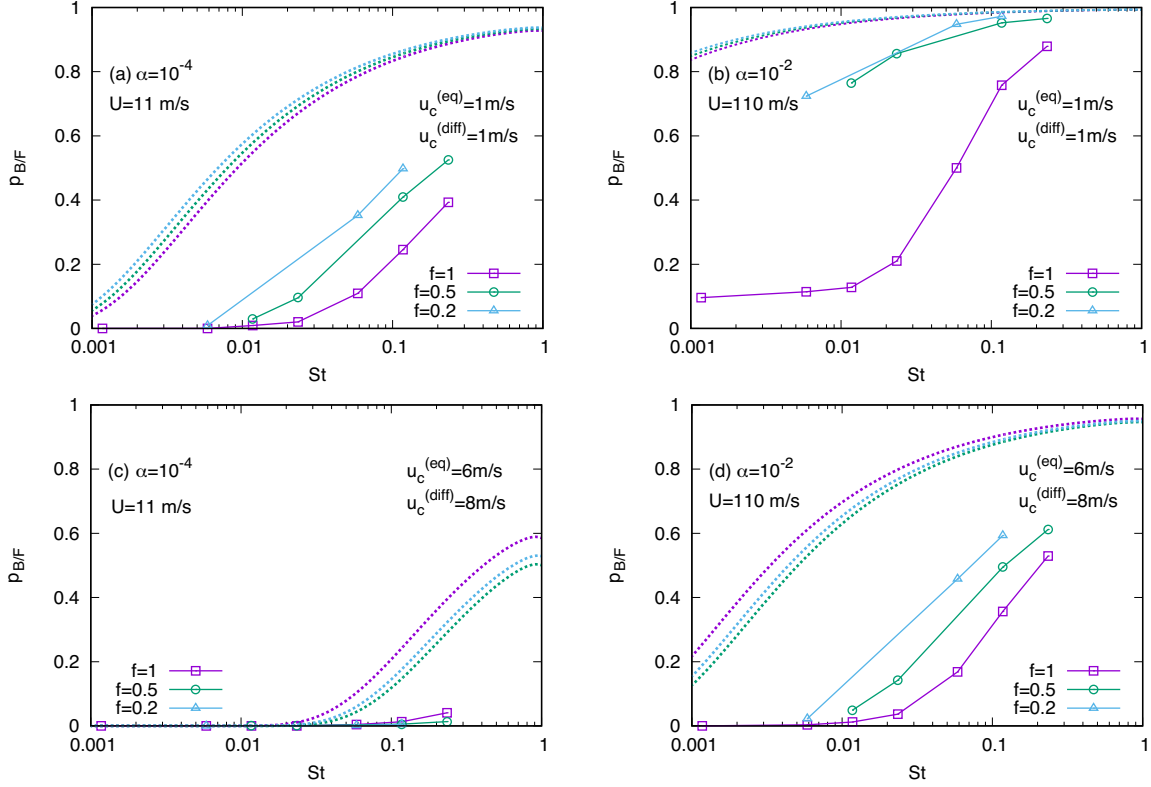 (a) α=10⁻⁴
U=11 m/s
u_c^(eq)=1m/s
u_c^(diff)=1m/s
f=1
f=0.5
f=0.2
p_B/F
1
0.8
0.6
0.4
0.2
0
0.001
0.01
0.1
1
St
(b) α=10⁻²
U=110 m/s
u_c^(eq)=1m/s
u_c^(diff)=1m/s
f=1
f=0.5
f=0.2
p_B/F
1
0.8
0.6
0.4
0.2
0
0.001
0.01
0.1
1
St
(c) α=10⁻⁴
U=11 m/s
u_c^(eq)=6m/s
u_c^(diff)=8m/s
f=1
f=0.5
f=0.2
p_B/F
1
0.8
0.6
0.4
0.2
0
0.001
0.01
0.1
1
St
(d) α=10⁻²
U=110 m/s
u_c^(eq)=6m/s
u_c^(diff)=8m/s
f=1
f=0.5
f=0.2
p_B/F
1
0.8
0.6
0.4
0.2
0
0.001
0.01
0.1
1
St